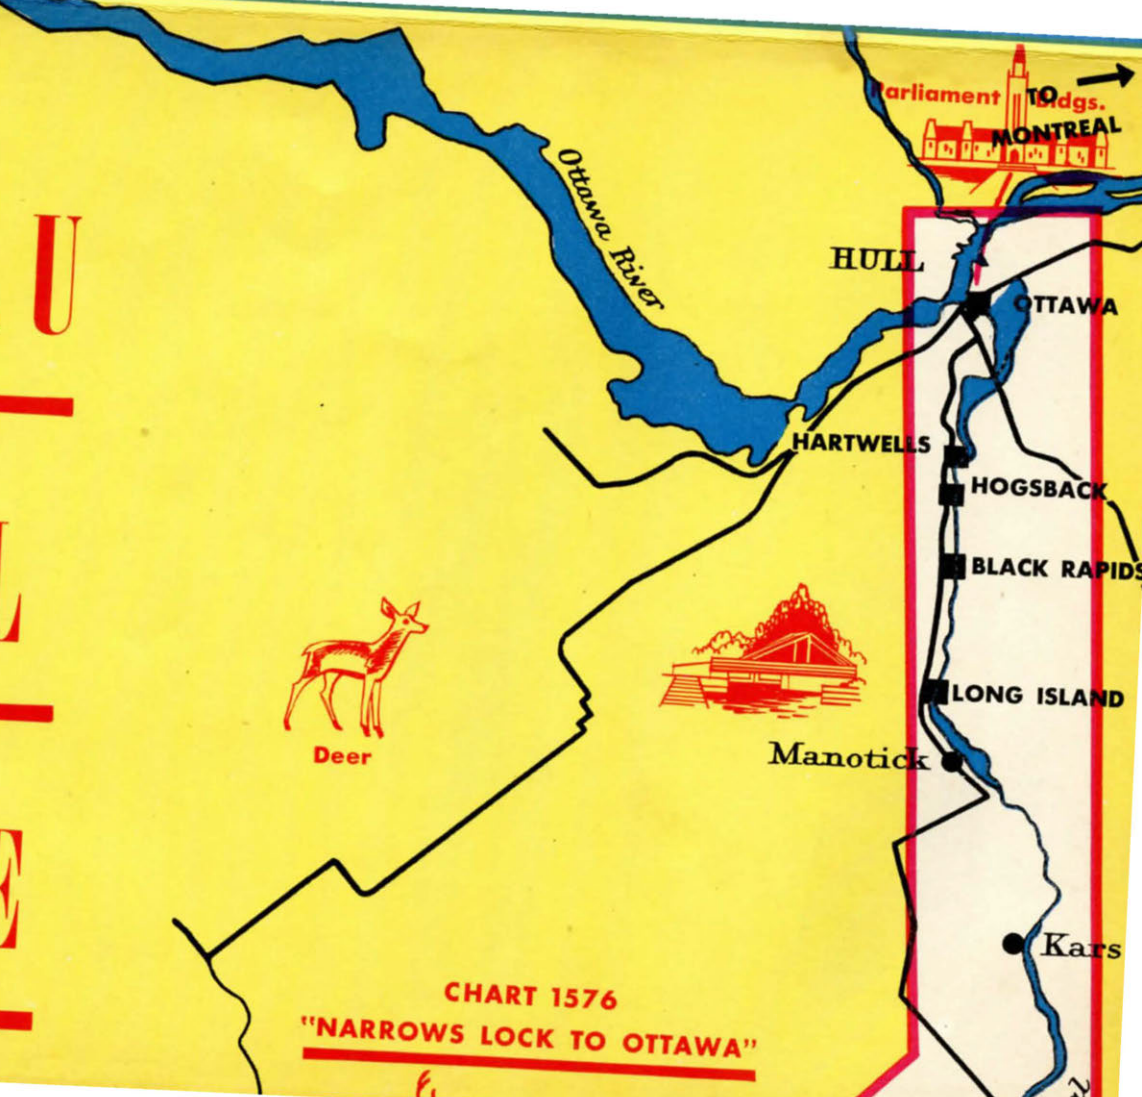 Parliament Bldgs.
TO
MONTREAL
Ottawa River
U
HULL
OTTAWA
HARTWELLS
HOGSBACK
BLACK RAPIDS
L
LONG ISLAND
Deer
Manotick
E
Kars
CHART 1576
"NARROWS LOCK TO OTTAWA"